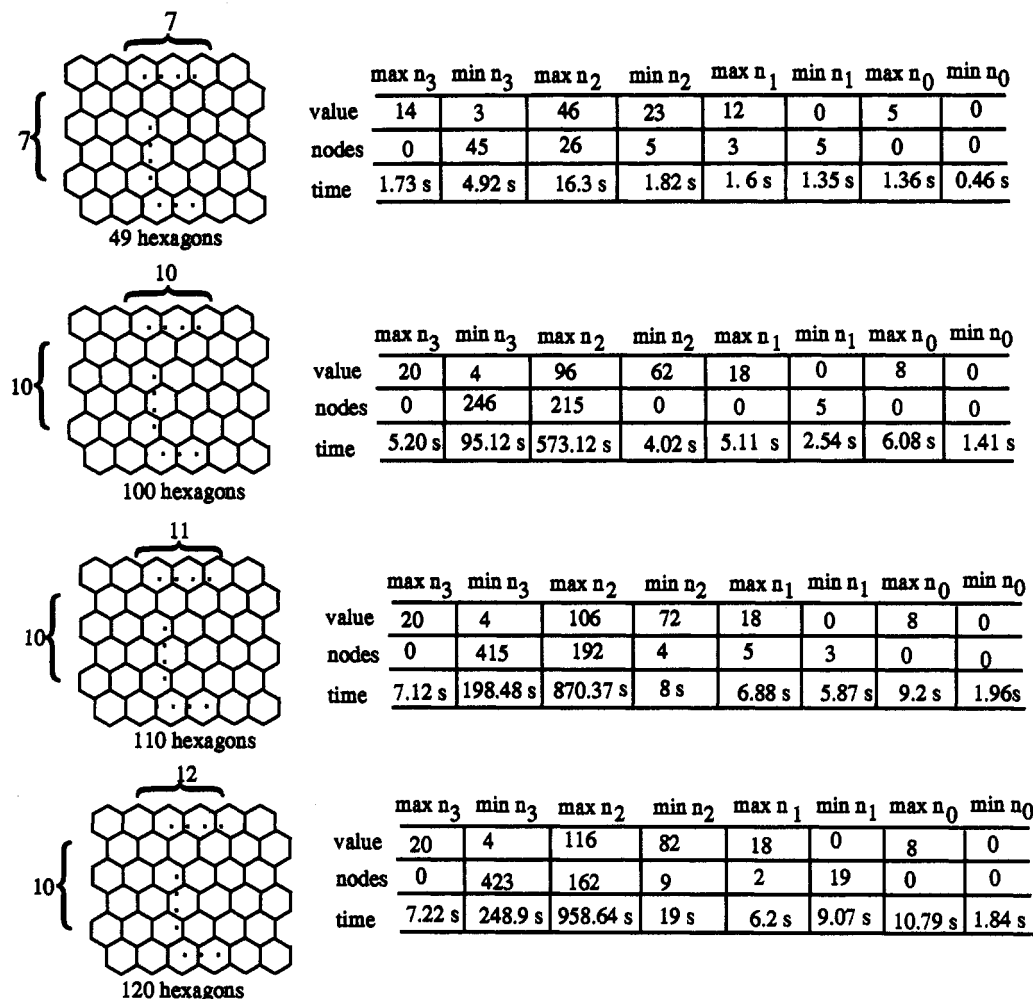 7
max n3 min n3 max n2 min n2 max n1 min n1 max n0 min n0
value 14 3 46 23 12 0 5 0
7
nodes 0 45 26 5 3 5 0 0
time 1.73 s 4.92 s 16.3 s 1.82 s 1. 6 s 1.35 s 1.36 s 0.46 s
49 hexagons
10
max n3 min n3 max n2 min n2 max n1 min n1 max n0 min n0
value 20 4 96 62 18 0 8 0
10
nodes 0 246 215 0 0 5 0 0
time 5.20 s 95.12 s 573.12 s 4.02 s 5.11 s 2.54 s 6.08 s 1.41 s
100 hexagons
11
max n3 min n3 max n2 min n2 max n1 min n1 max n0 min n0
value 20 4 106 72 18 0 8 0
10
nodes 0 415 192 4 5 3 0 0
time 7.12 s 198.48 s 870.37 s 8 s 6.88 s 5.87 s 9.2 s 1.96s
110 hexagons
12
max n3 min n3 max n2 min n2 max n1 min n1 max n0 min n0
value 20 4 116 82 18 0 8 0
10
nodes 0 423 162 9 2 19 0 0
time 7.22 s 248.9 s 958.64 s 19 s 6.2 s 9.07 s 10.79 s 1.84 s
120 hexagons